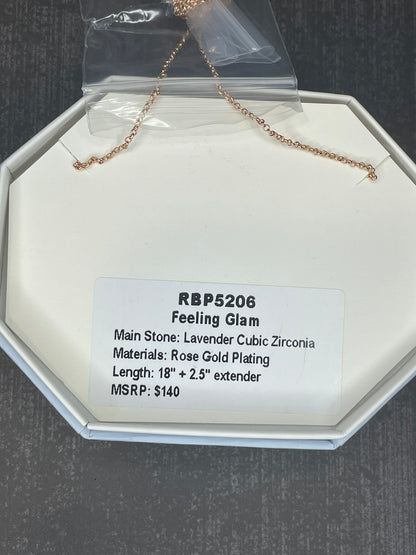 RBP5206
Feeling Glam
Main Stone: Lavender Cubic Zirconia
Materials: Rose Gold Plating
Length: 18" + 2.5" extender
MSRP: $140